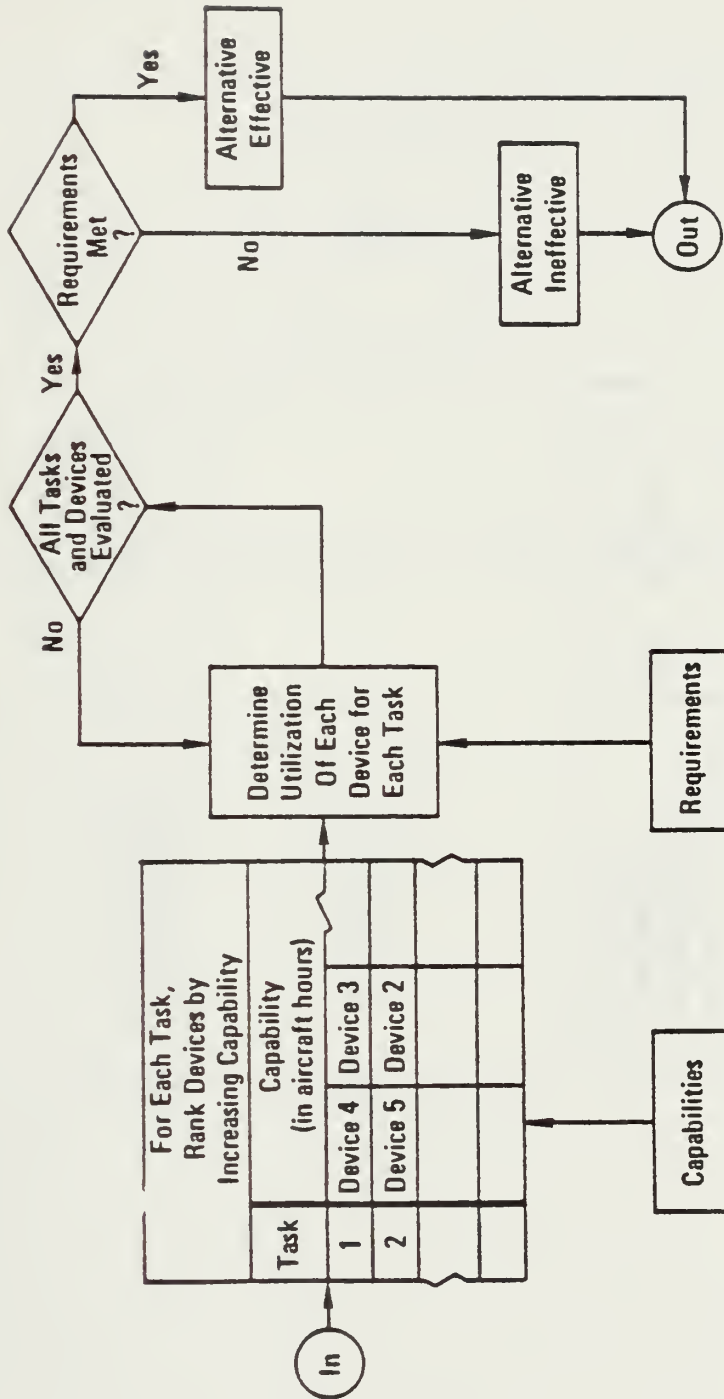 In
For Each Task,
Rank Devices by
Increasing Capability
Task
Capability
(in aircraft hours)
1
Device 4
Device 3
2
Device 5
Device 2
Capabilities
Determine
Utilization
Of Each
Device for
Each Task
Requirements
No
All Tasks
and Devices
Evaluated
?
Yes
Requirements
Met
?
Yes
No
Alternative
Effective
Alternative
Ineffective
Out